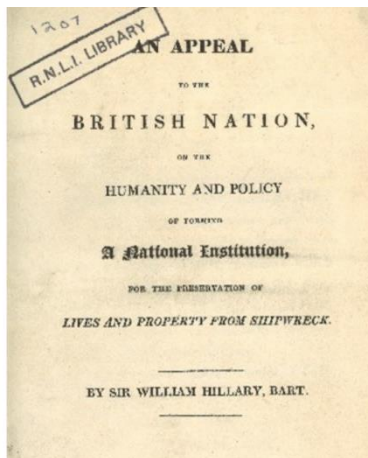 1207
R.N.L.I. LIBRARY
AN APPEAL
TO THE
BRITISH NATION,
ON THE
HUMANITY AND POLICY
OF FORMING
A National Institution,
FOR THE PRESERVATION OF
LIVES AND PROPERTY FROM SHIPWRECK.
BY SIR WILLIAM HILLARY, BART.